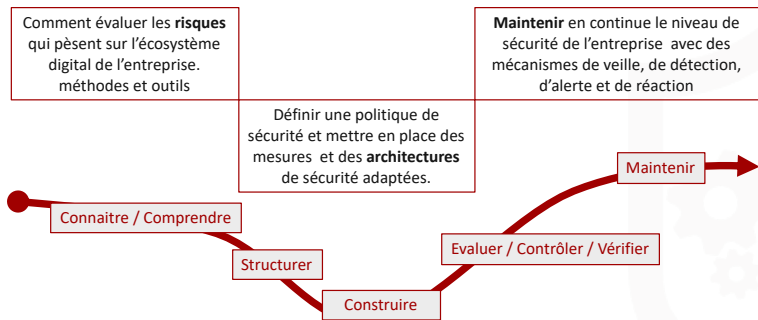 Comment évaluer les risques
qui pèsent sur l'écosystème
digital de l'entreprise.
méthodes et outils
Définir une politique de
sécurité et mettre en place des
mesures et des architectures
de sécurité adaptées.
Maintenir en continue le niveau de
sécurité de l'entreprise avec des
mécanismes de veille, de détection,
d'alerte et de réaction
Connaitre / Comprendre
Structurer
Construire
Evaluer / Contrôler / Vérifier
Maintenir